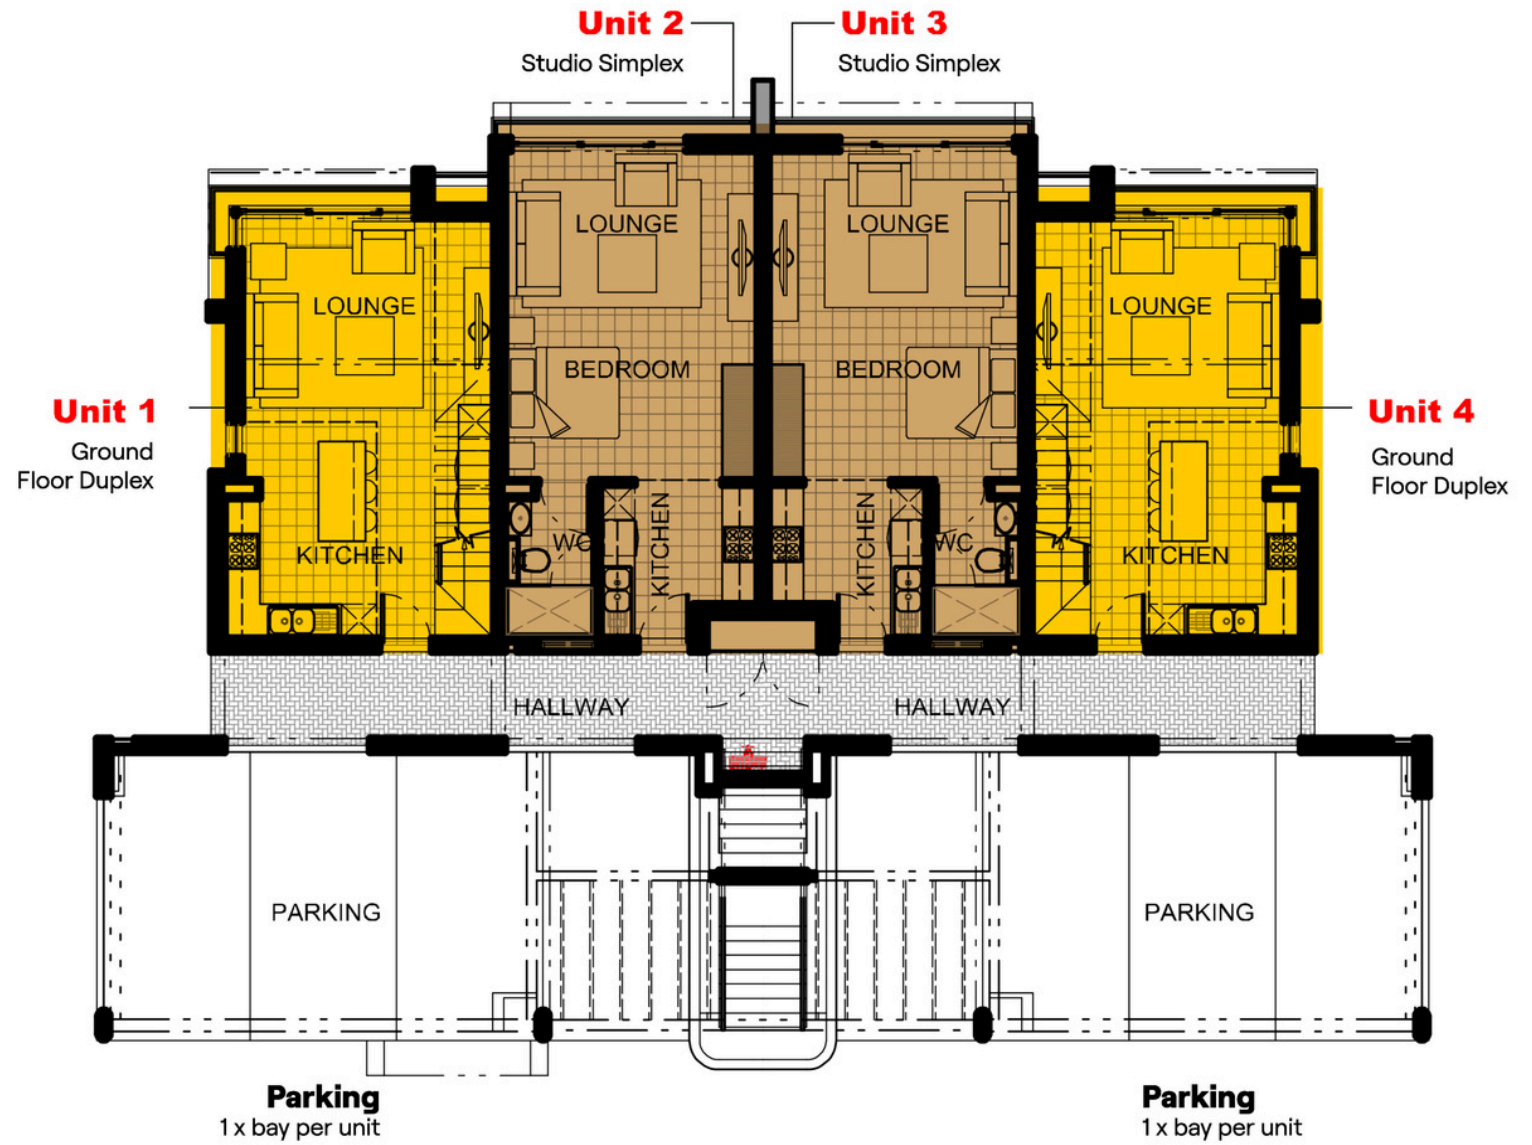 Unit 2
Unit 3
Studio Simplex
Studio Simplex
LOUNGE
LOUNGE
LOUNGE
LOUNGE
BEDROOM
BEDROOM
Unit 1
Unit 4
Ground
Floor Duplex
Ground
Floor Duplex
KITCHEN
WC
KITCHEN
KITCHEN
WC
KITCHEN
HALLWAY
HALLWAY
PARKING
PARKING
Parking
1 x bay per unit
Parking
1 x bay per unit